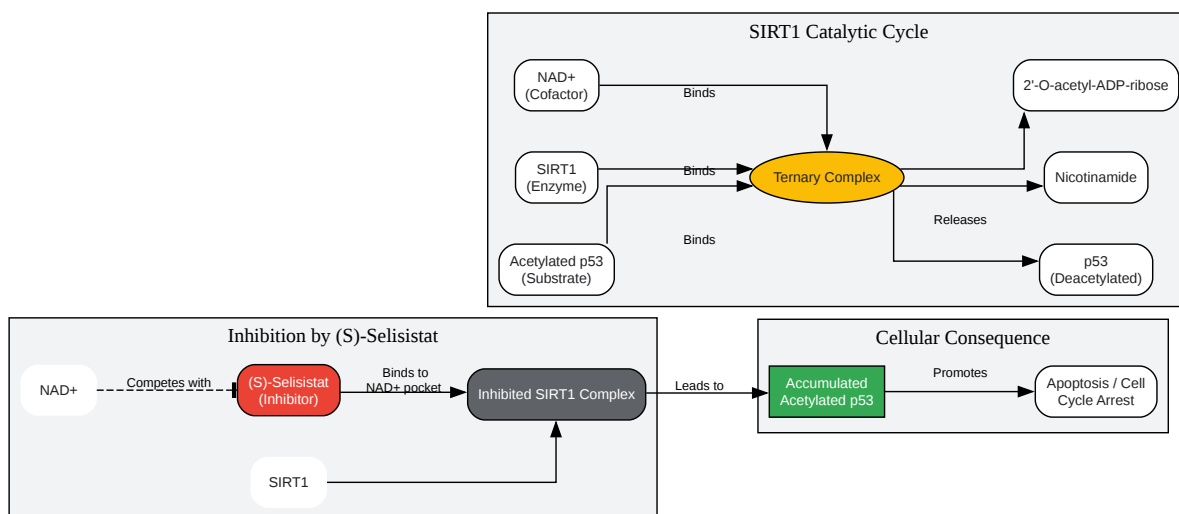 SIRT1 Catalytic Cycle
NAD+
(Cofactor)
Binds
2'-O-acetyl-ADP-ribose
SIRT1
(Enzyme)
Binds
Ternary Complex
Nicotinamide
Releases
Acetylated p53
(Substrate)
Binds
p53
(Deacetylated)
Inhibition by (S)-Selisistat
NAD+
Competes with
(S)-Selisistat
(Inhibitor)
Binds to
NAD+ pocket
Inhibited SIRT1 Complex
SIRT1
Leads to
Cellular Consequence
Accumulated
Acetylated p53
Promotes
Apoptosis / Cell
Cycle Arrest